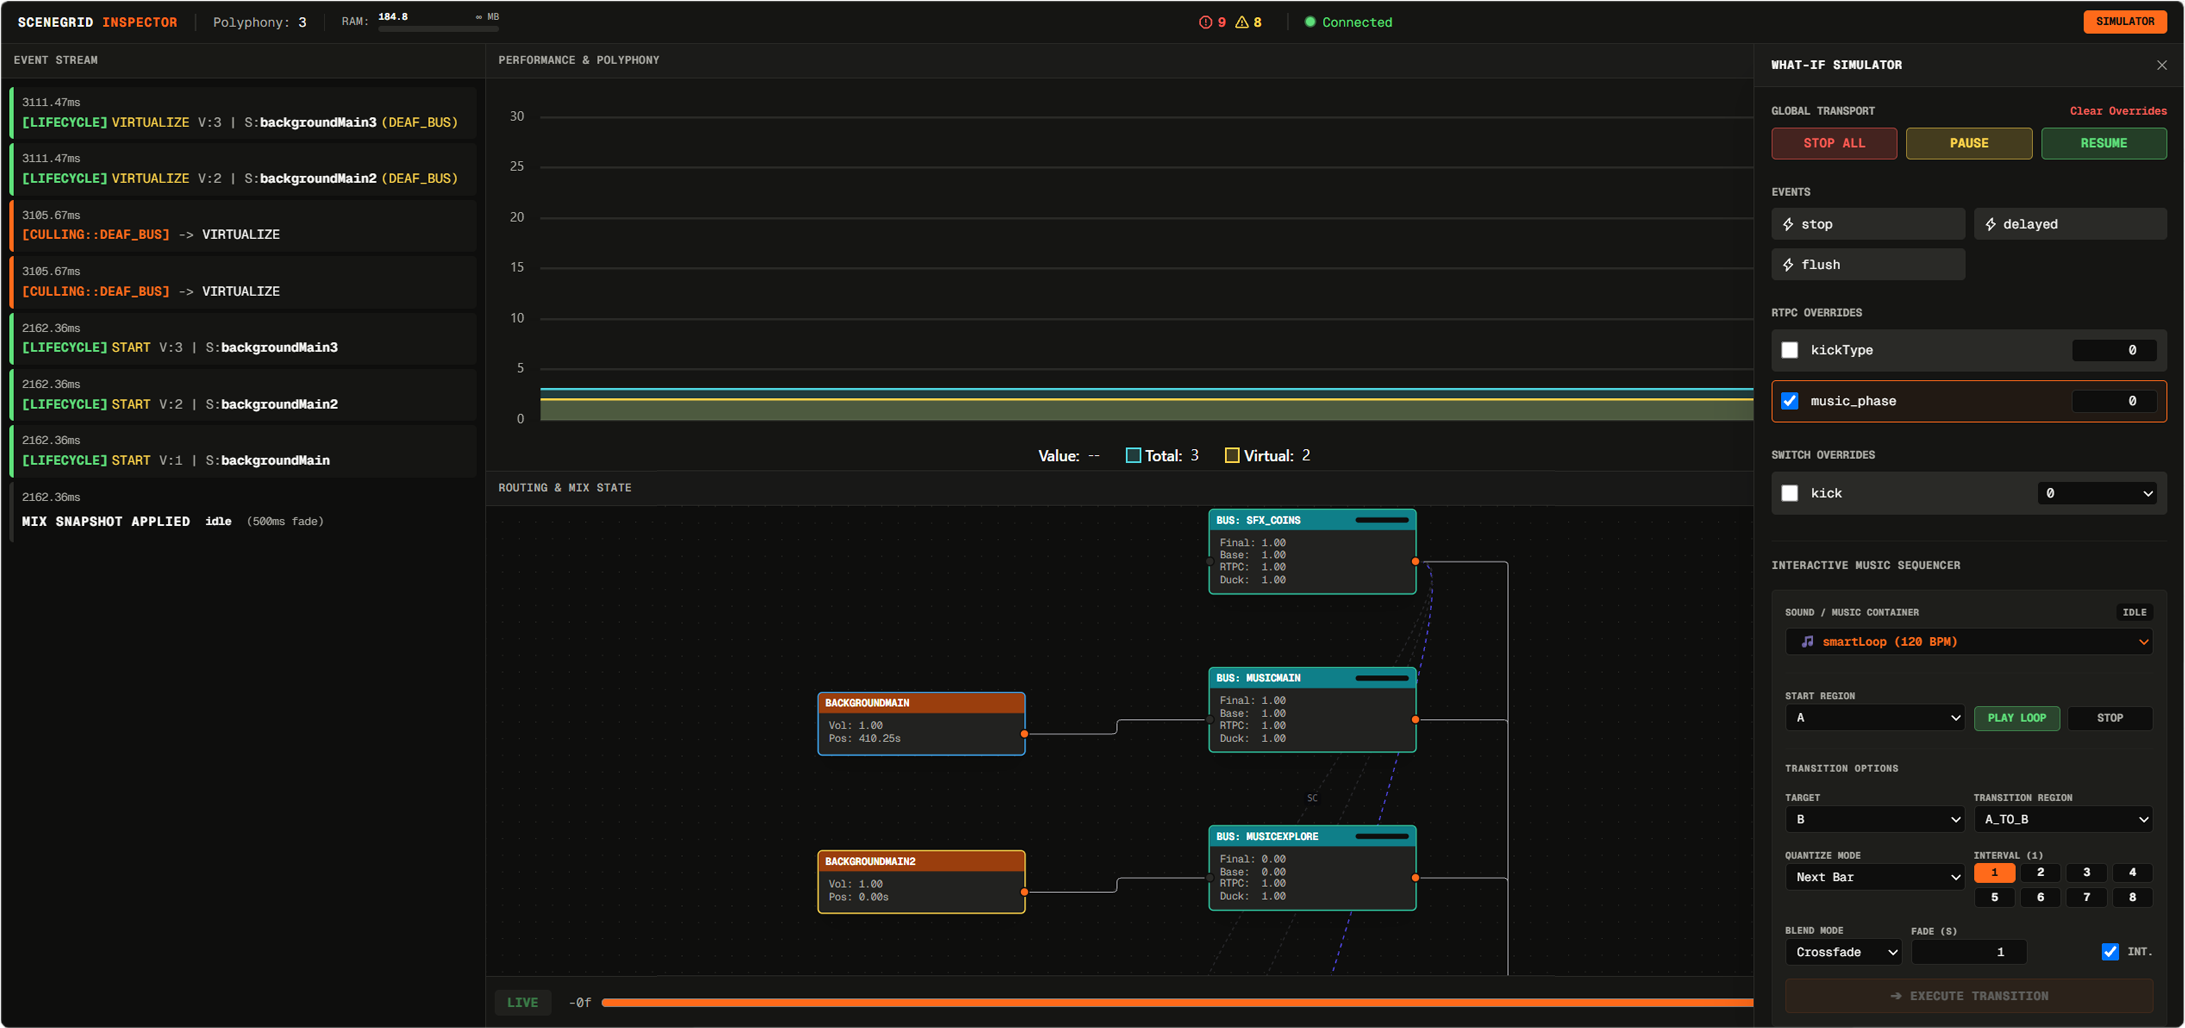 SCENEGRID INSPECTOR
Polyphony: 3
RAM: 184.8 ∞ MB
9 8
Connected
SIMULATOR
EVENT STREAM
3111.47ms
[LIFECYCLE] VIRTUALIZE V:3 | S:backgroundMain3 (DEAF_BUS)
3111.47ms
[LIFECYCLE] VIRTUALIZE V:2 | S:backgroundMain2 (DEAF_BUS)
3105.67ms
[CULLING::DEAF_BUS] -> VIRTUALIZE
3105.67ms
[CULLING::DEAF_BUS] -> VIRTUALIZE
2162.36ms
[LIFECYCLE] START V:3 | S:backgroundMain3
2162.36ms
[LIFECYCLE] START V:2 | S:backgroundMain2
2162.36ms
[LIFECYCLE] START V:1 | S:backgroundMain
2162.36ms
MIX SNAPSHOT APPLIED idle (500ms fade)
PERFORMANCE & POLYPHONY
30
25
20
15
10
5
0
Value: -- Total: 3 Virtual: 2
ROUTING & MIX STATE
BUS: SFX_COINS
Final: 1.00
Base: 1.00
RTPC: 1.00
Duck: 1.00
BUS: MUSICMAIN
Final: 1.00
Base: 1.00
RTPC: 1.00
Duck: 1.00
BACKGROUNDMAIN
Vol: 1.00
Pos: 410.25s
SC
BUS: MUSICEXPLORE
Final: 0.00
Base: 0.00
RTPC: 1.00
Duck: 1.00
BACKGROUNDMAIN2
Vol: 1.00
Pos: 0.00s
LIVE -0f
WHAT-IF SIMULATOR
GLOBAL TRANSPORT Clear Overrides
STOP ALL PAUSE RESUME
EVENTS
stop delayed
flush
RTPC OVERRIDES
kickType 0
music_phase 0
SWITCH OVERRIDES
kick 0
INTERACTIVE MUSIC SEQUENCER
SOUND / MUSIC CONTAINER IDLE
smartLoop (120 BPM)
START REGION
A PLAY LOOP STOP
TRANSITION OPTIONS
TARGET TRANSITION REGION
B A_TO_B
QUANTIZE MODE INTERVAL (1)
Next Bar 1 2 3 4
5 6 7 8
BLEND MODE FADE (S)
Crossfade 1 INT.
➔ EXECUTE TRANSITION